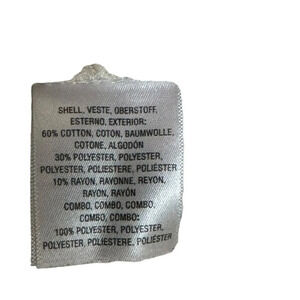 SHELL, VESTE, OBERSTOFF,
ESTERNO, EXTERIOR:
60% COTTON, COTON, BAUMWOLLE,
COTONE, ALGODÓN
30% POLYESTER, POLYESTER,
POLYESTER, POLIESTERE, POLIÉSTER
10% RAYON, RAYONNE, REYON,
RAYON, RAYÓN
COMBO, COMBO, COMBO,
COMBO, COMBO:
100% POLYESTER, POLYESTER,
POLYESTER, POLIESTERE, POLIÉSTER